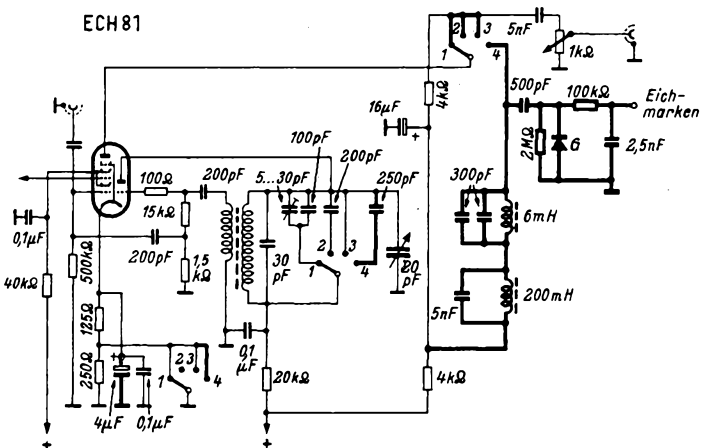 ECH 81
2 3
5nF
1
4
1kΩ
4kΩ
16µF
+
500pF
100kΩ
Eich-
marken
2MΩ
G
2,5nF
100pF
200pF
5...30pF
200pF
250pF
100Ω
15kΩ
300pF
6mH
0,1µF
200pF
1,5
kΩ
30
pF
2
3
1
4
20
pF
500kΩ
40kΩ
5nF
200mH
125Ω
0,1
µF
250Ω
+
1
2 3
4
20kΩ
4kΩ
4µF
0,1µF
+
+